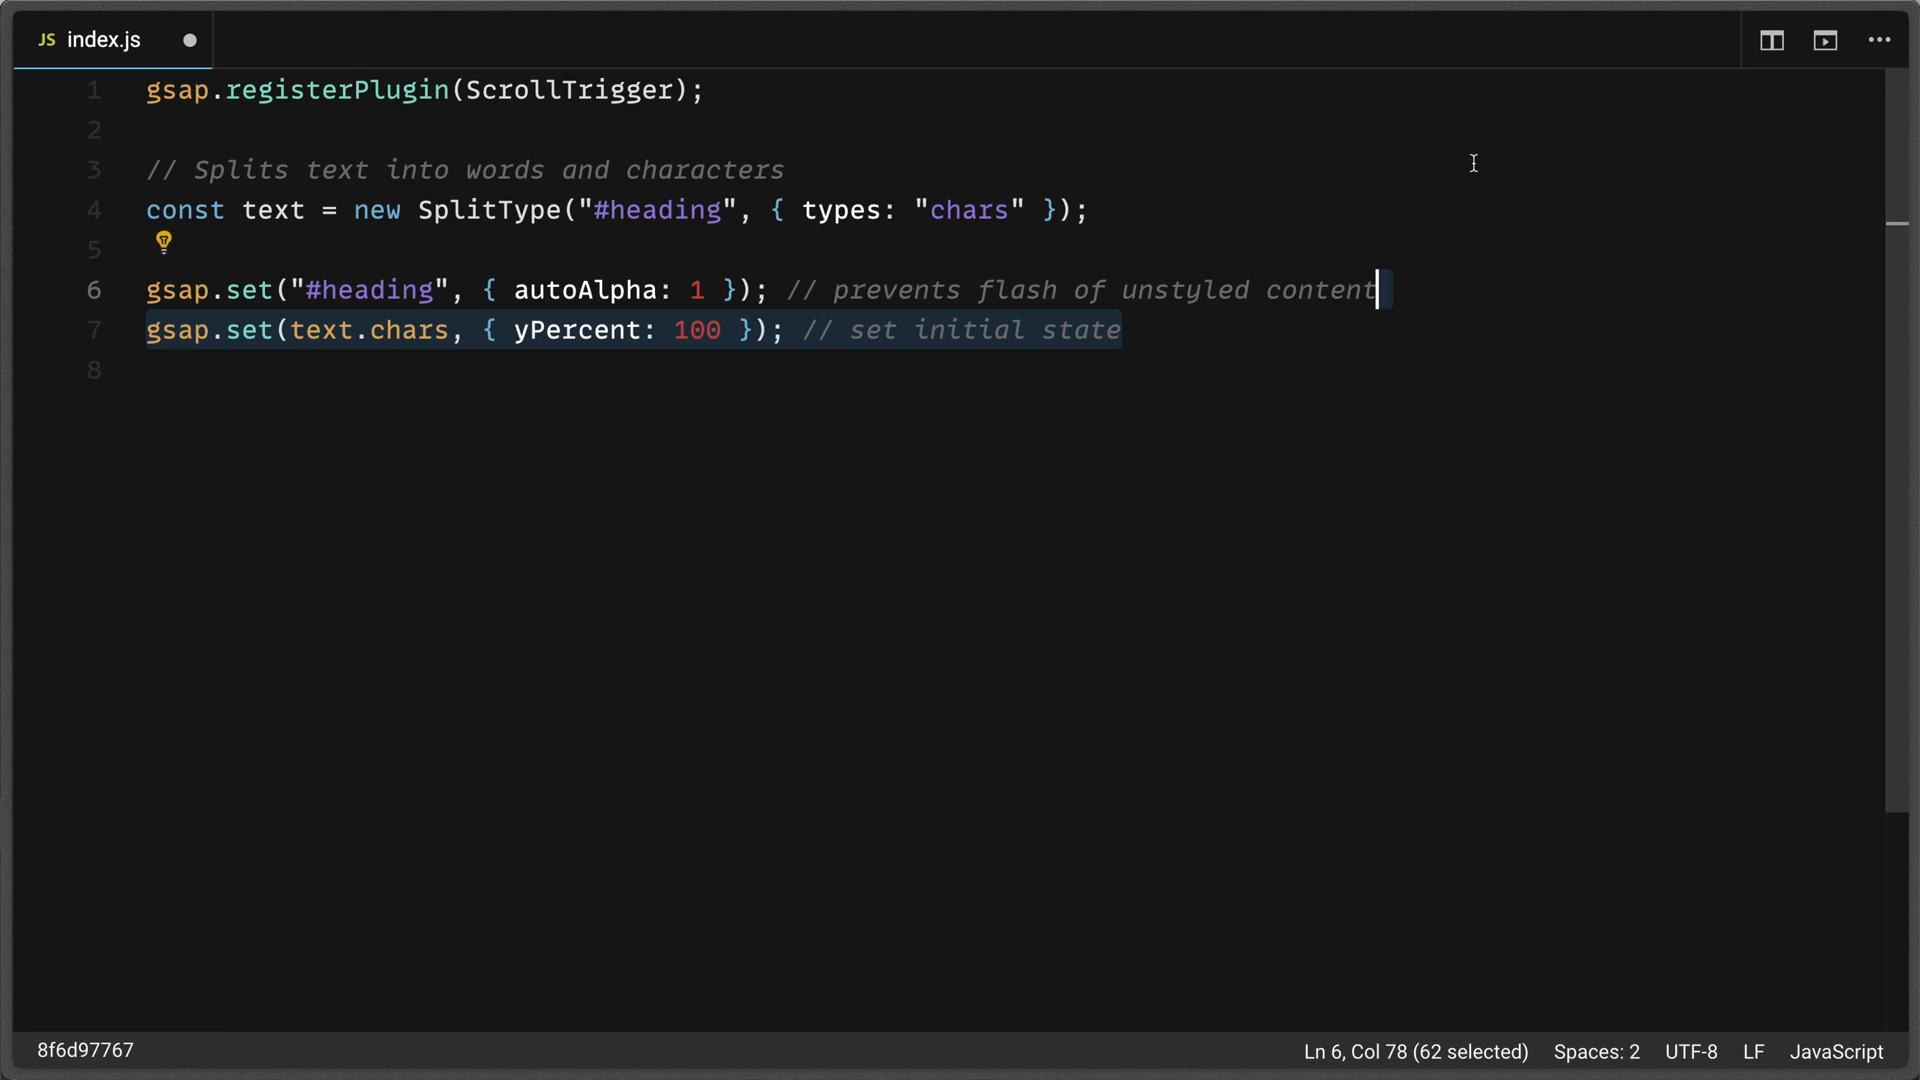 JS index.js
1 gsap.registerPlugin(ScrollTrigger);
2
3 // Splits text into words and characters
4 const text = new SplitType("#heading", { types: "chars" });
5
6 gsap.set("#heading", { autoAlpha: 1 }); // prevents flash of unstyled content
7 gsap.set(text.chars, { yPercent: 100 }); // set initial state
8
8f6d97767 Ln 6, Col 78 (62 selected) Spaces: 2 UTF-8 LF JavaScript